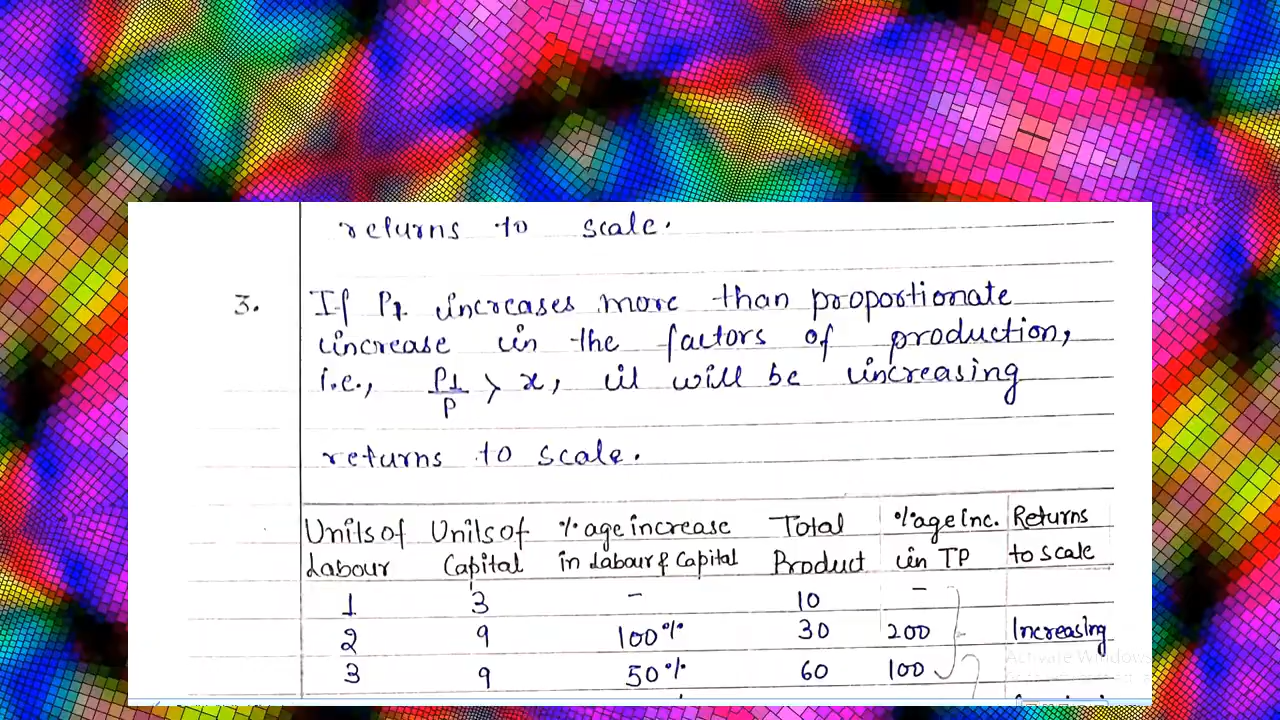 returns to scale.
3. If P1 increases more than proportionate
increase in the factors of production,
i.e., P1/P > x, it will be increasing
returns to scale.
Units of Labour | Units of Capital | %age increase in Labour & Capital | Total Product | %age Inc. in TP | Returns to scale
1 3 - 10 -
2 9 100% 30 200 Increasing
3 9 50% 60 100
Activate Windows